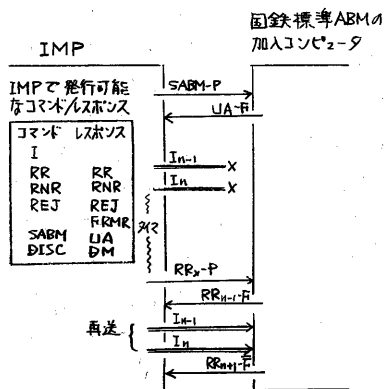 国鉄標準ABMの
加入コンピュータ
IMP
IMPで発行可能
なコマンド/レスポンス
コマンド レスポンス
I
RR RR
RNR RNR
REJ REJ
FRMR
SABM UA
DISC DM
SABM-P
UA-F
In-1 ×
In ×
タイマ
RRx-P
RRn-1-F
再送
In-1
In
RRn+1-F